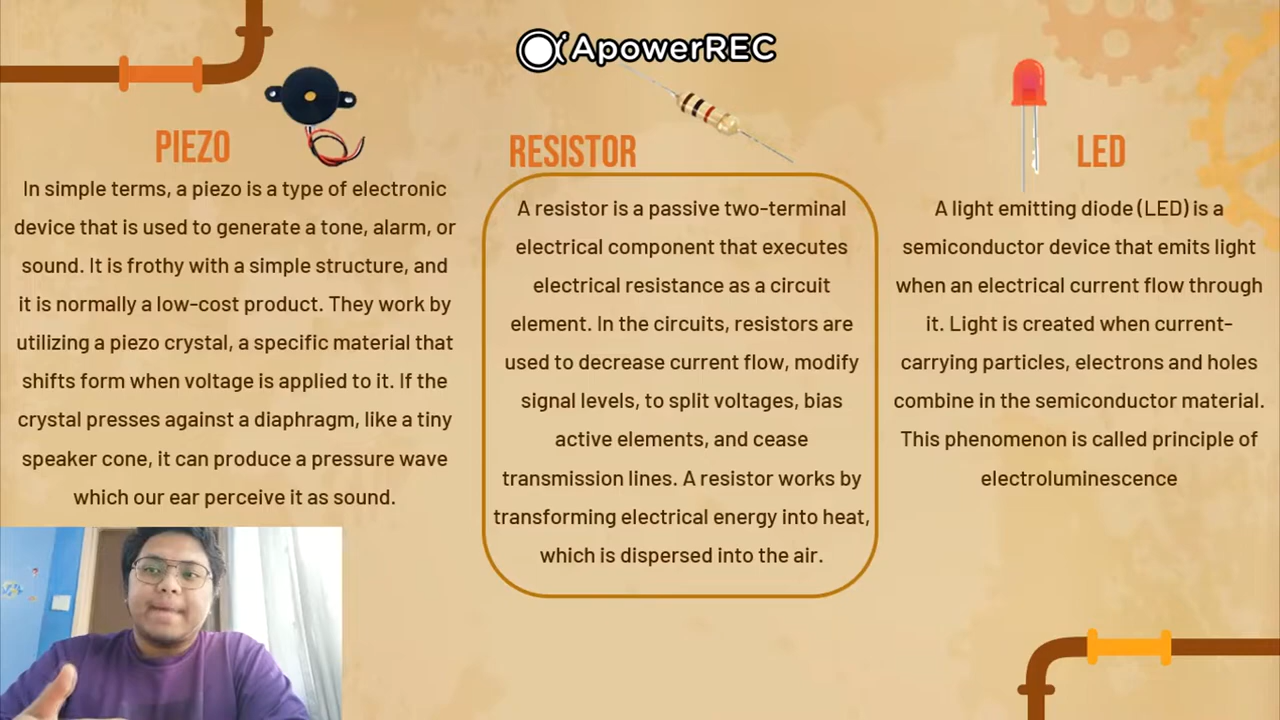 ApowerREC
PIEZO
In simple terms, a piezo is a type of electronic
device that is used to generate a tone, alarm, or
sound. It is frothy with a simple structure, and
it is normally a low-cost product. They work by
utilizing a piezo crystal, a specific material that
shifts form when voltage is applied to it. If the
crystal presses against a diaphragm, like a tiny
speaker cone, it can produce a pressure wave
which our ear perceive it as sound.
RESISTOR
A resistor is a passive two-terminal
electrical component that executes
electrical resistance as a circuit
element. In the circuits, resistors are
used to decrease current flow, modify
signal levels, to split voltages, bias
active elements, and cease
transmission lines. A resistor works by
transforming electrical energy into heat,
which is dispersed into the air.
LED
A light emitting diode (LED) is a
semiconductor device that emits light
when an electrical current flow through
it. Light is created when current-
carrying particles, electrons and holes
combine in the semiconductor material.
This phenomenon is called principle of
electroluminescence